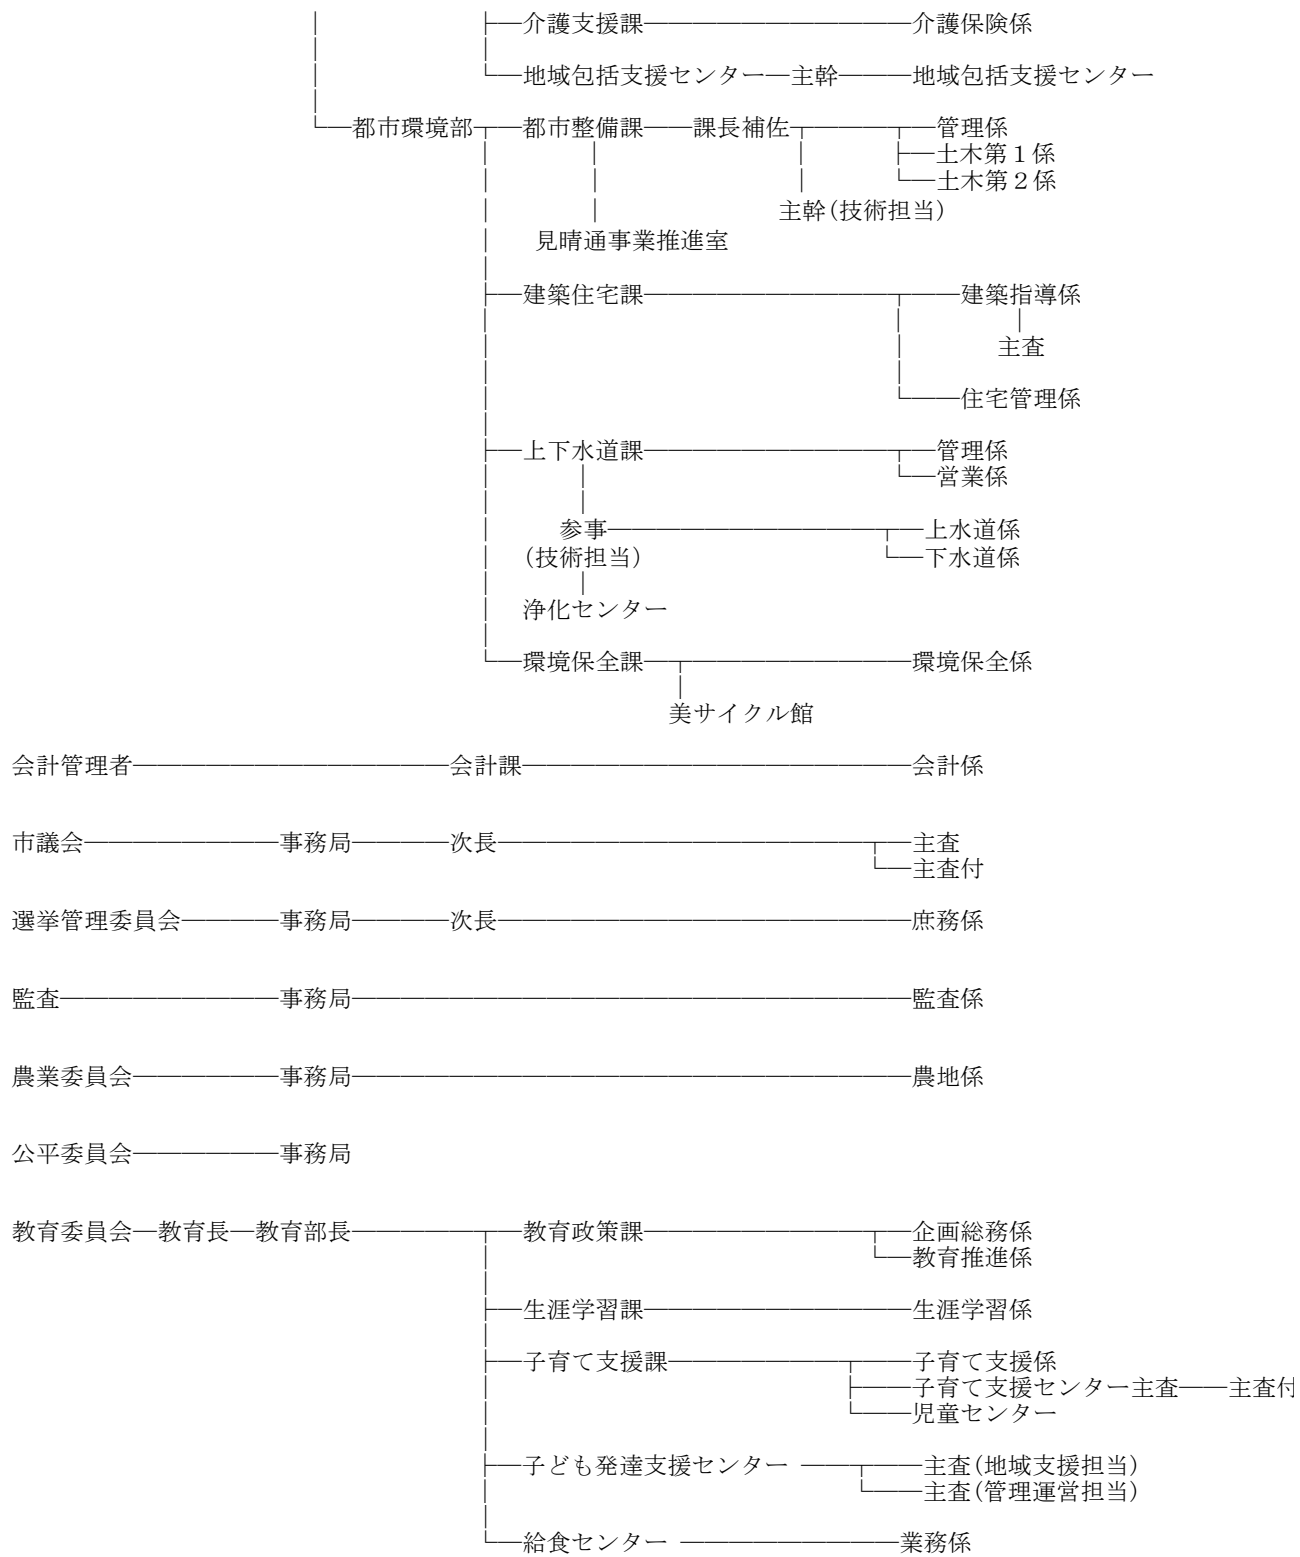 介護支援課 介護保険係
地域包括支援センター 主幹 地域包括支援センター
都市環境部 都市整備課 課長補佐 管理係
土木第１係
土木第２係
主幹(技術担当)
見晴通事業推進室
建築住宅課 建築指導係
主査
住宅管理係
上下水道課 管理係
営業係
参事 上水道係
(技術担当) 下水道係
浄化センター
環境保全課 環境保全係
美サイクル館
会計管理者 会計課 会計係
市議会 事務局 次長 主査
主査付
選挙管理委員会 事務局 次長 庶務係
監査 事務局 監査係
農業委員会 事務局 農地係
公平委員会 事務局
教育委員会 教育長 教育部長 教育政策課 企画総務係
教育推進係
生涯学習課 生涯学習係
子育て支援課 子育て支援係
子育て支援センター主査 主査付
児童センター
子ども発達支援センター 主査(地域支援担当)
主査(管理運営担当)
給食センター 業務係